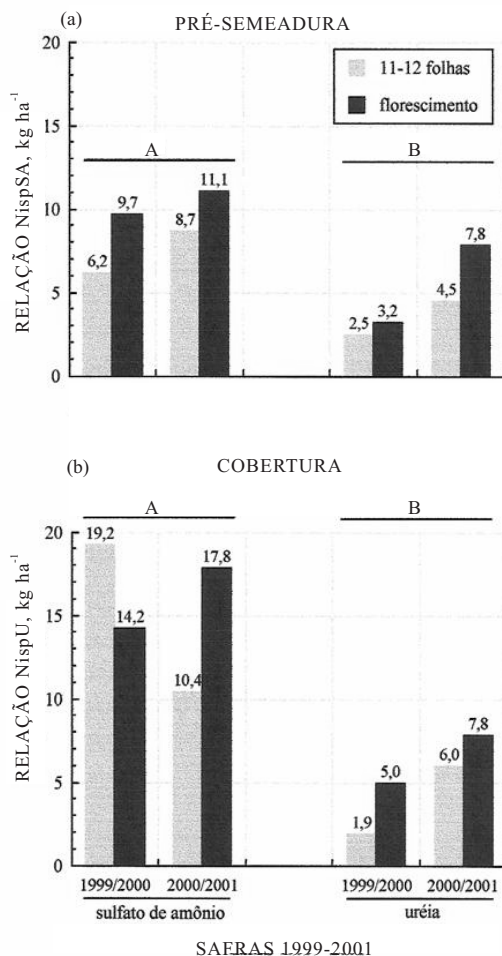 (a) PRÉ-SEMEADURA
RELAÇÃO NispSA, kg ha⁻¹
20
15
10
5
0
11-12 folhas
florescimento
A
B
6,2
9,7
8,7
11,1
2,5
3,2
4,5
7,8
(b) COBERTURA
RELAÇÃO NispU, kg ha⁻¹
A
B
20
15
10
5
0
19,2
14,2
10,4
17,8
1,9
5,0
6,0
7,8
1999/2000 2000/2001 1999/2000 2000/2001
sulfato de amônio uréia
SAFRAS 1999-2001